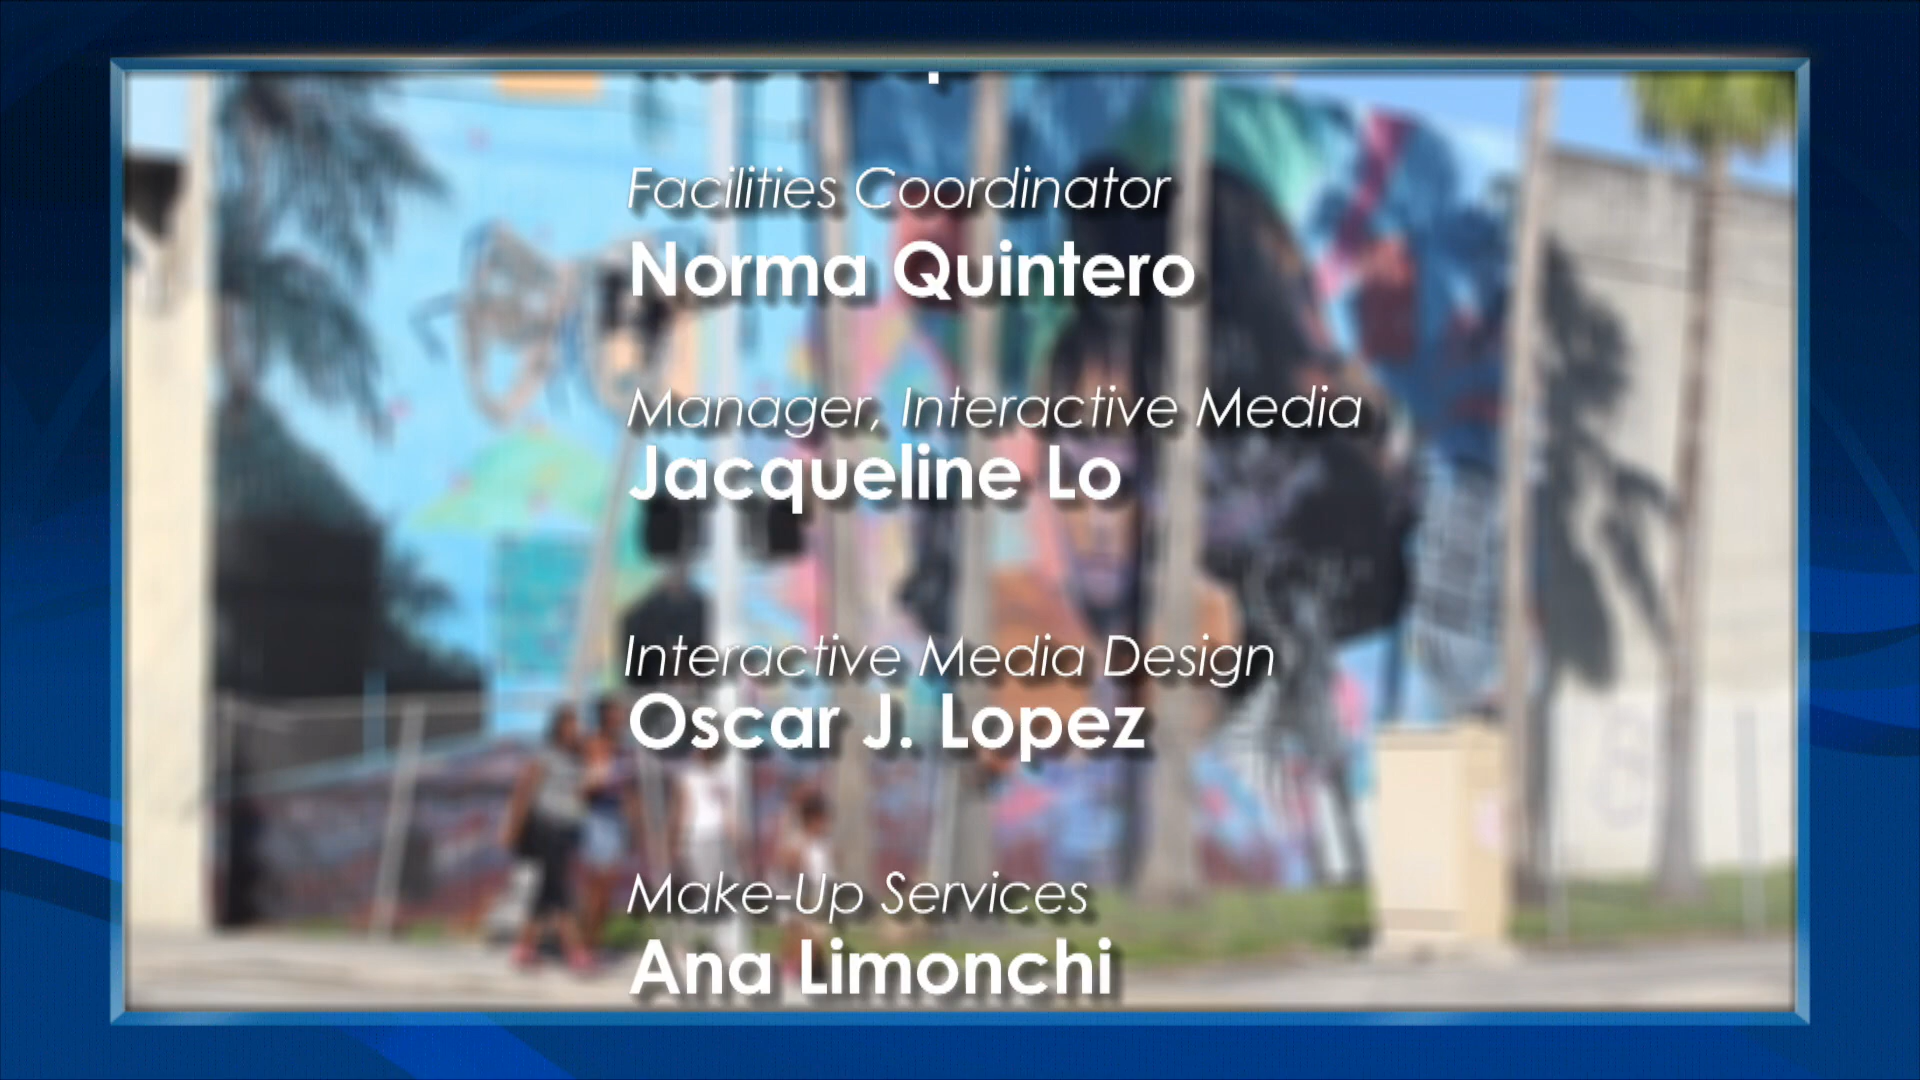 Facilities Coordinator
Norma Quintero
Manager, Interactive Media
Jacqueline Lo
Interactive Media Design
Oscar J. Lopez
Make-Up Services
Ana Limonchi